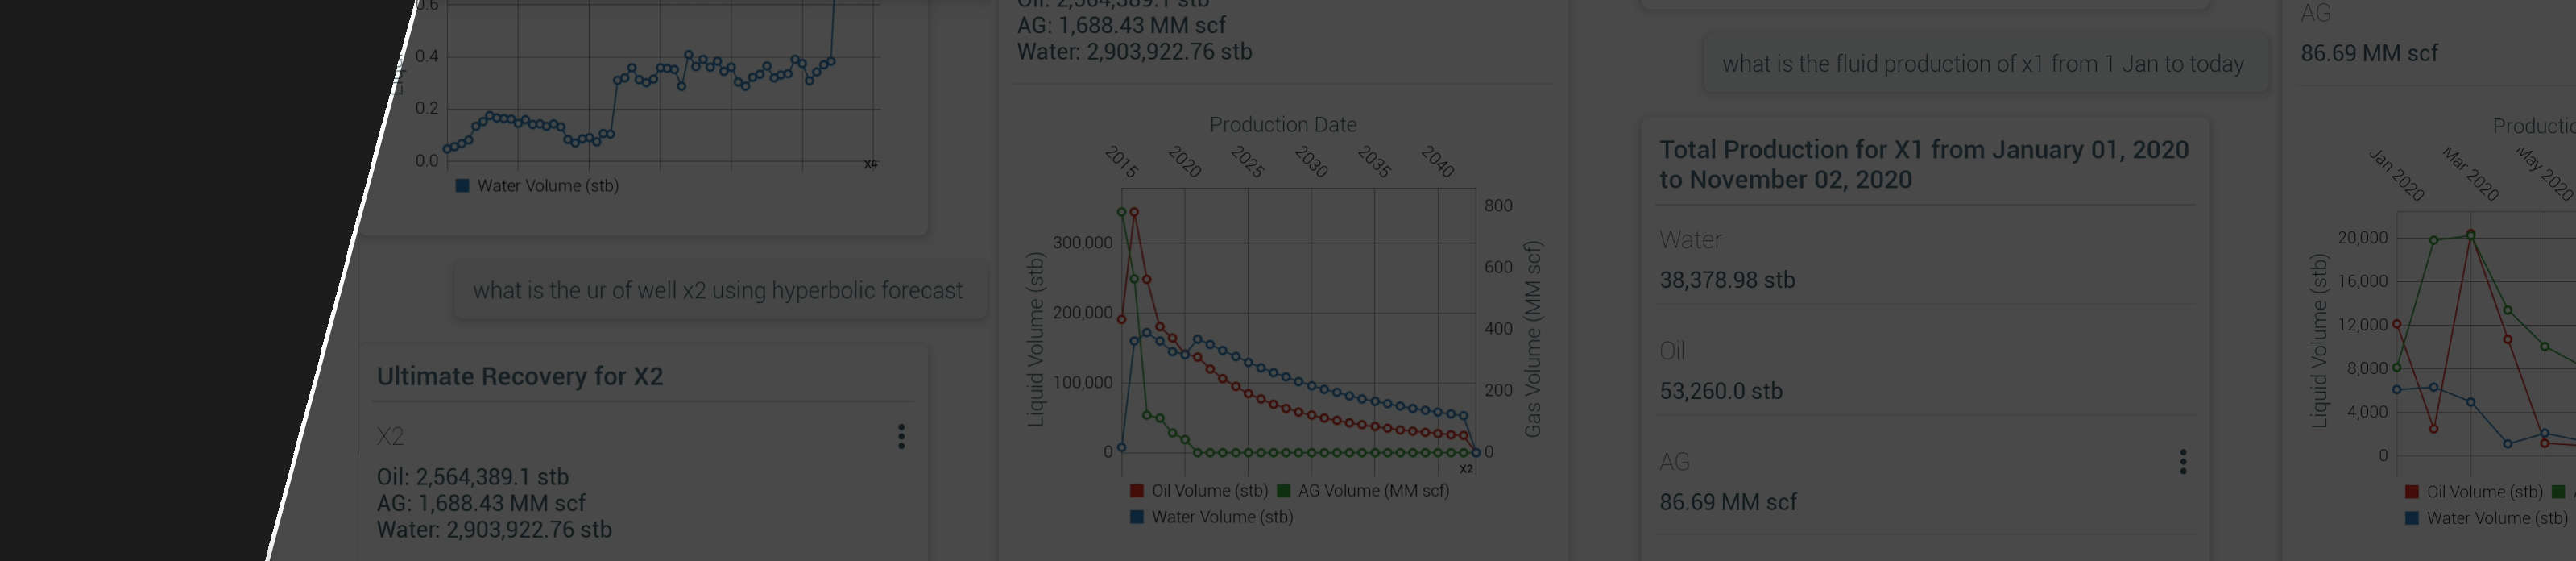 0.6
0.4
0.2
0.0
X4
Water Volume (stb)
what is the ur of well x2 using hyperbolic forecast
Ultimate Recovery for X2
X2
Oil: 2,564,389.1 stb
AG: 1,688.43 MM scf
Water: 2,903,922.76 stb
Oil: 2,564,389.1 stb
AG: 1,688.43 MM scf
Water: 2,903,922.76 stb
Production Date
2015 2020 2025 2030 2035 2040
Liquid Volume (stb)
300,000
200,000
100,000
0
800
600
400
200
0
Gas Volume (MM scf)
X2
Oil Volume (stb) AG Volume (MM scf)
Water Volume (stb)
what is the fluid production of x1 from 1 Jan to today
Total Production for X1 from January 01, 2020
to November 02, 2020
Water
38,378.98 stb
Oil
53,260.0 stb
AG
86.69 MM scf
AG
86.69 MM scf
Jan 2020 Mar 2020 May 2020
Liquid Volume (stb)
20,000
16,000
12,000
8,000
4,000
0
Oil Volume (stb)
Water Volume (stb)